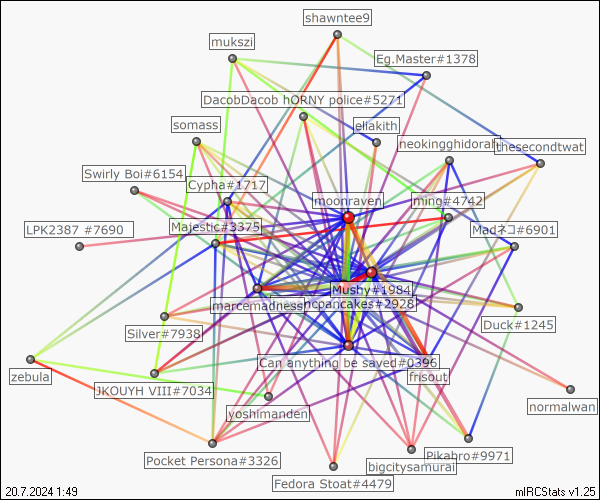 shawntee9
mukszi
Eg.Master#1378
DacobDacob hORNY police#5271
somass
eliakith
neokingghidorah
thesecondtwat
Swirly Boi#6154
Cypha#1717
moonraven
ming#4742
LPK2387 #7690
Majestic#3375
Madネコ#6901
Mushy#1984
marcemadness
ncpancakes#2928
Silver#7938
Duck#1245
Can anything be saved#0396
zebula
JKOUYH VIII#7034
frisout
yoshimanden
normalwan
Pocket Persona#3326
Pikabro#9971
bigcitysamurai
Fedora Stoat#4479
20.7.2024 1:49
mIRCStats v1.25